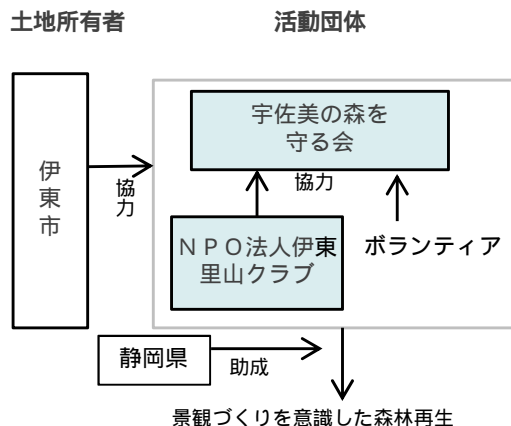 土地所有者
活動団体
伊東市
協力
宇佐美の森を
守る会
協力
ＮＰＯ法人伊東
里山クラブ
ボランティア
静岡県
助成
景観づくりを意識した森林再生